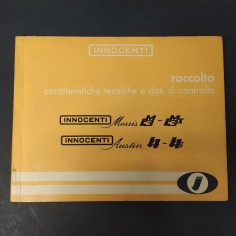 INNOCENTI
raccolta
caratteristiche tecniche e dati di controllo
INNOCENTI Morris
INNOCENTI Austin
i